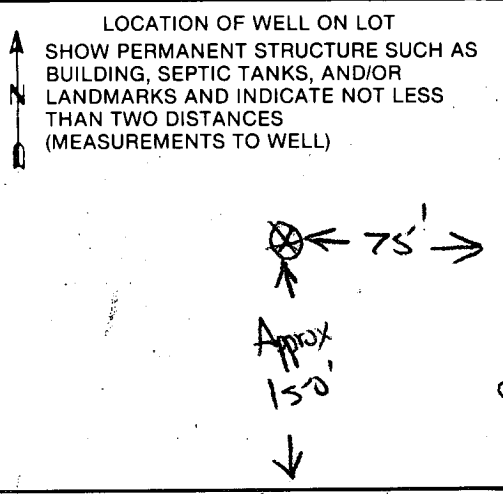 LOCATION OF WELL ON LOT
SHOW PERMANENT STRUCTURE SUCH AS
BUILDING, SEPTIC TANKS, AND/OR
LANDMARKS AND INDICATE NOT LESS
THAN TWO DISTANCES
(MEASUREMENTS TO WELL)
N
75'
Approx
150'